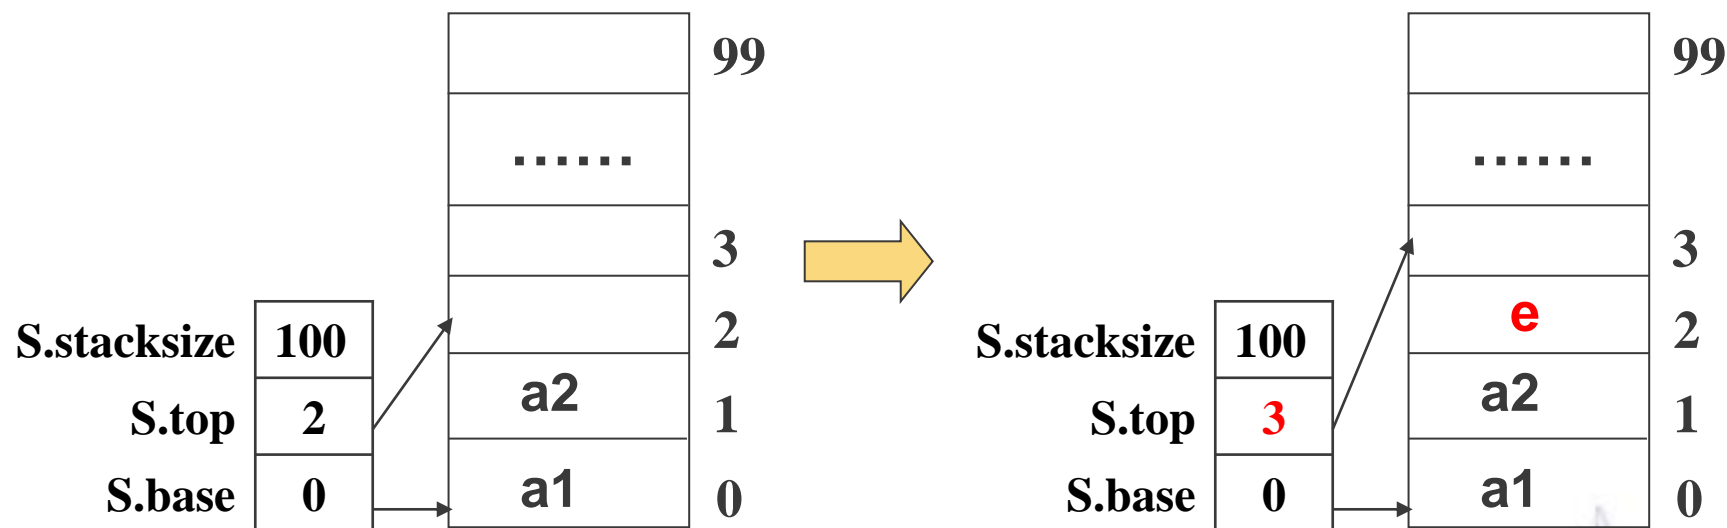 99
......
3
2
a2
1
a1
0
S.stacksize 100
S.top 2
S.base 0
99
......
3
e
2
a2
1
a1
0
S.stacksize 100
S.top 3
S.base 0